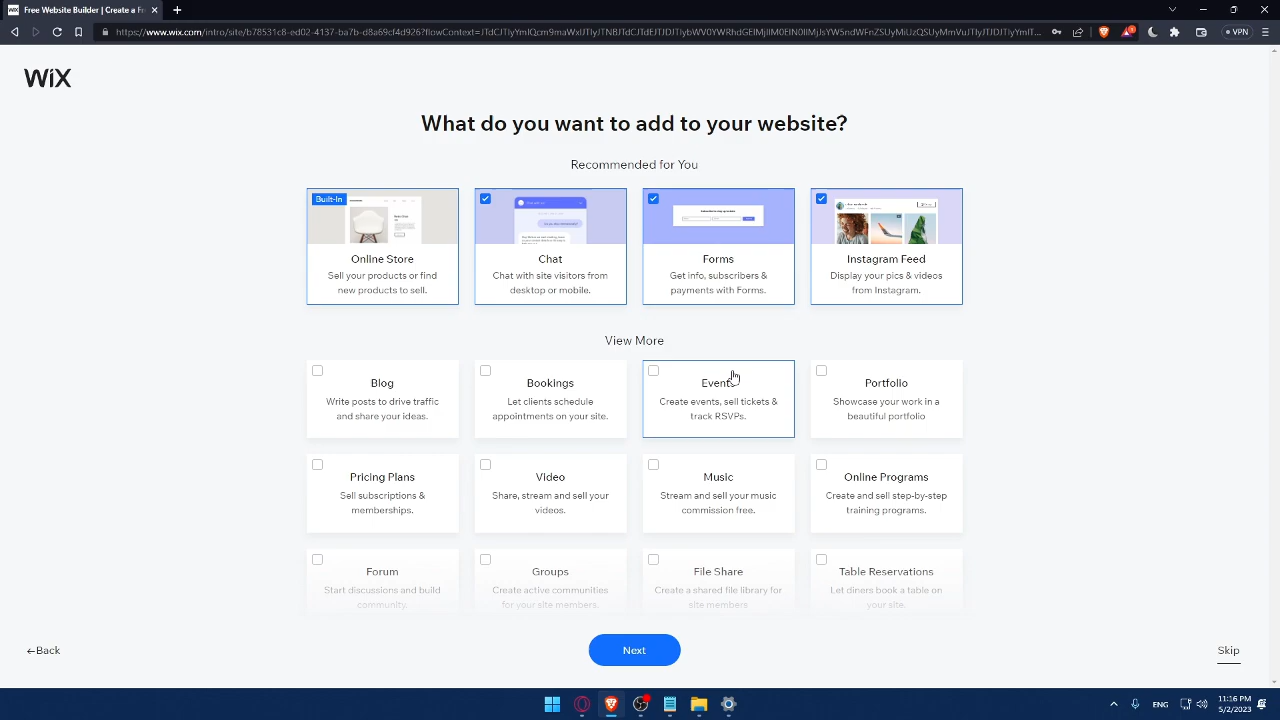 Free Website Builder | Create a Fr
https://www.wix.com/intro/site/b78531c8-ed02-4137-ba7b-d8a69cf4d926?flowContext=
VPN
WiX
What do you want to add to your website?
Recommended for You
Built-In
Online Store
Sell your products or find
new products to sell.
Chat
Chat with site visitors from
desktop or mobile.
Forms
Get info, subscribers &
payments with Forms.
Instagram Feed
Display your pics & videos
from Instagram.
View More
Blog
Write posts to drive traffic
and share your ideas.
Bookings
Let clients schedule
appointments on your site.
Event
Create events, sell tickets &
track RSVPs.
Portfolio
Showcase your work in a
beautiful portfolio
Pricing Plans
Sell subscriptions &
memberships.
Video
Share, stream and sell your
videos.
Music
Stream and sell your music
commission free.
Online Programs
Create and sell step-by-step
training programs.
Forum
Start discussions and build
community.
Groups
Create active communities
for your site members.
File Share
Create a shared file library for
site members
Table Reservations
Let diners book a table on
your site.
←Back
Next
Skip
ENG
11:16 PM
5/2/2023